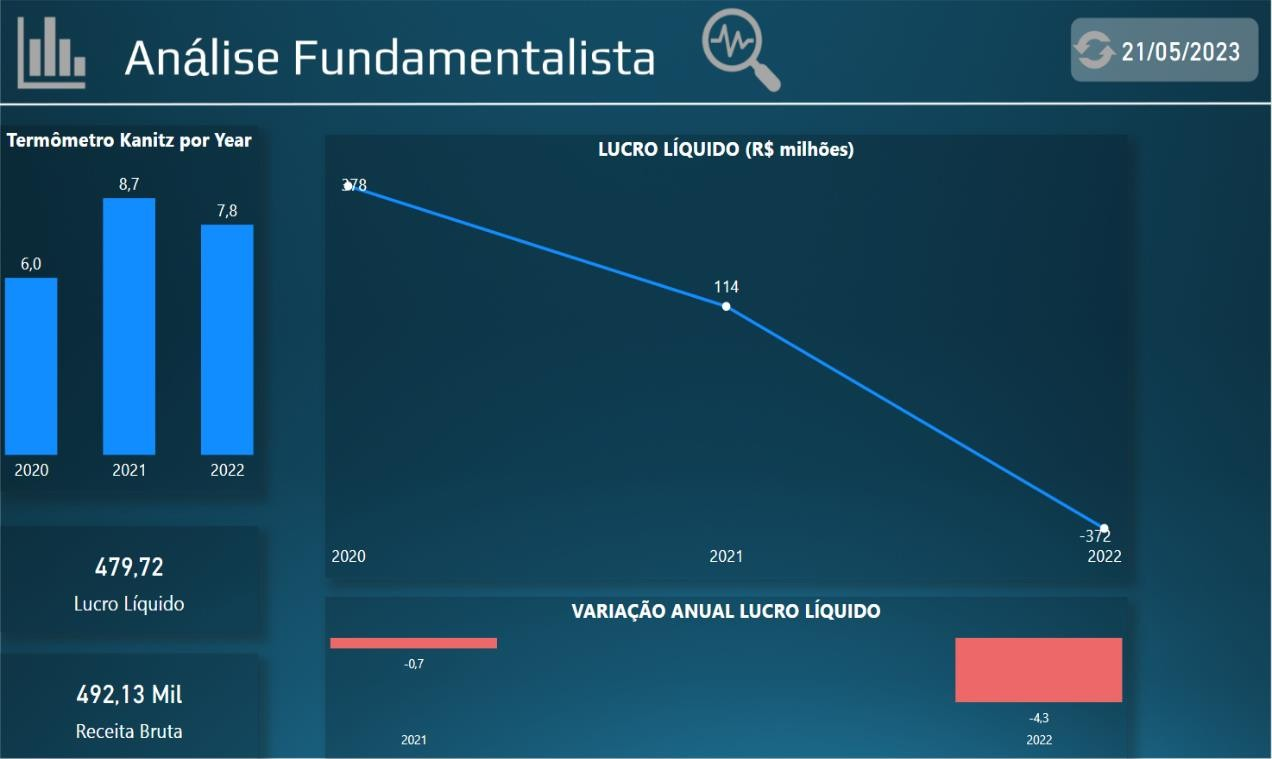 Análise Fundamentalista
21/05/2023
Termômetro Kanitz por Year
8,7
7,8
6,0
2020 2021 2022
479,72
Lucro Líquido
492,13 Mil
Receita Bruta
LUCRO LÍQUIDO (R$ milhões)
378
114
-372
2020 2021 2022
VARIAÇÃO ANUAL LUCRO LÍQUIDO
-0,7
-4,3
2021 2022